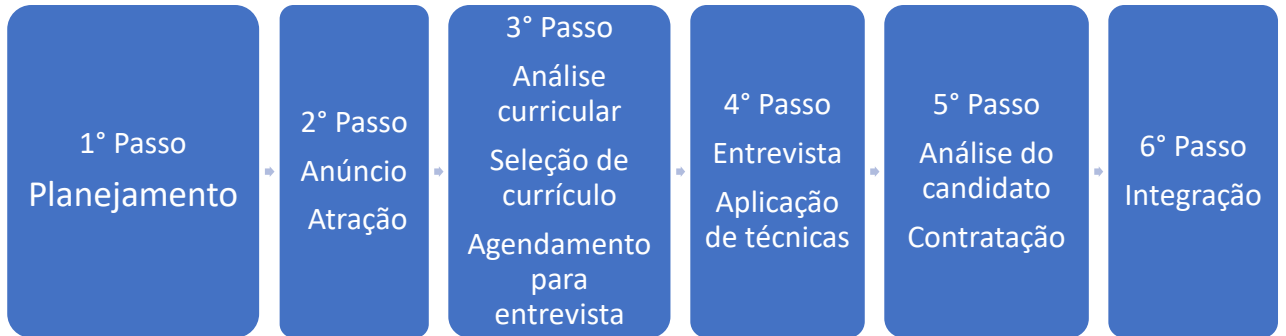 1° Passo
Planejamento
2° Passo
Anúncio
Atração
3° Passo
Análise
curricular
Seleção de
currículo
Agendamento
para
entrevista
4° Passo
Entrevista
Aplicação
de técnicas
5° Passo
Análise do
candidato
Contratação
6° Passo
Integração